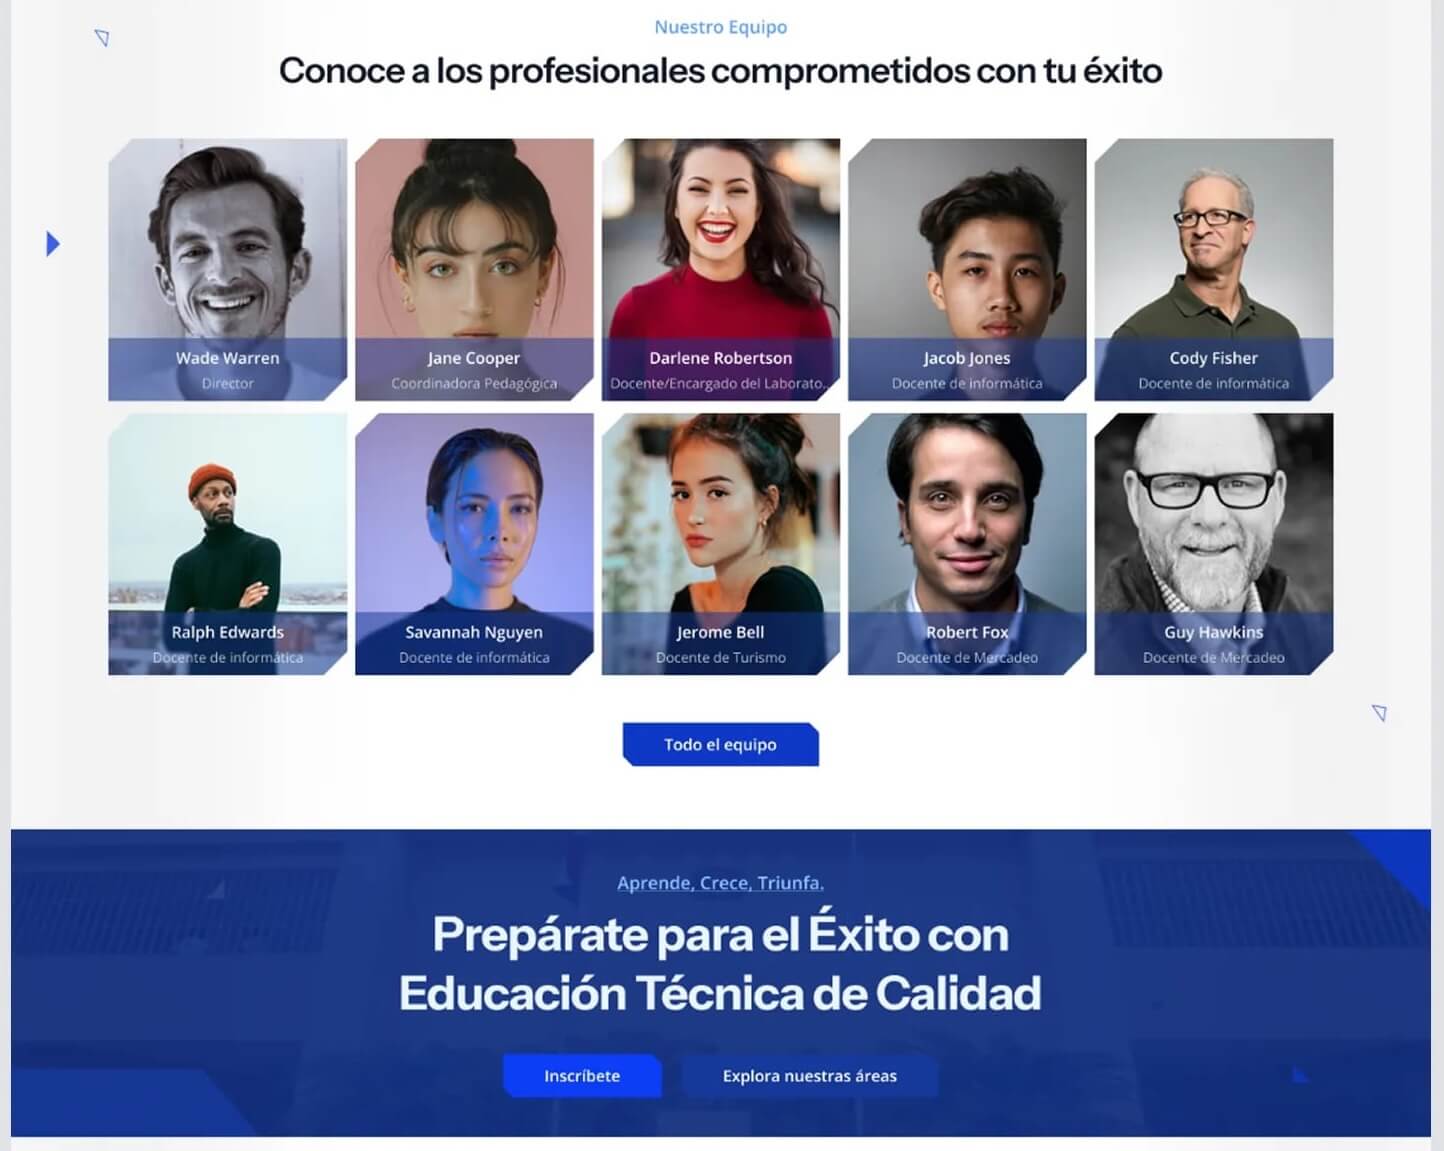 Nuestro Equipo
Conoce a los profesionales comprometidos con tu éxito
Wade Warren
Director
Jane Cooper
Coordinadora Pedagógica
Darlene Robertson
Docente/Encargado del Laborato...
Jacob Jones
Docente de informática
Cody Fisher
Docente de informática
Ralph Edwards
Docente de informática
Savannah Nguyen
Docente de informática
Jerome Bell
Docente de Turismo
Robert Fox
Docente de Mercadeo
Guy Hawkins
Docente de Mercadeo
Todo el equipo
Aprende, Crece, Triunfa.
Prepárate para el Éxito con
Educación Técnica de Calidad
Inscríbete
Explora nuestras áreas